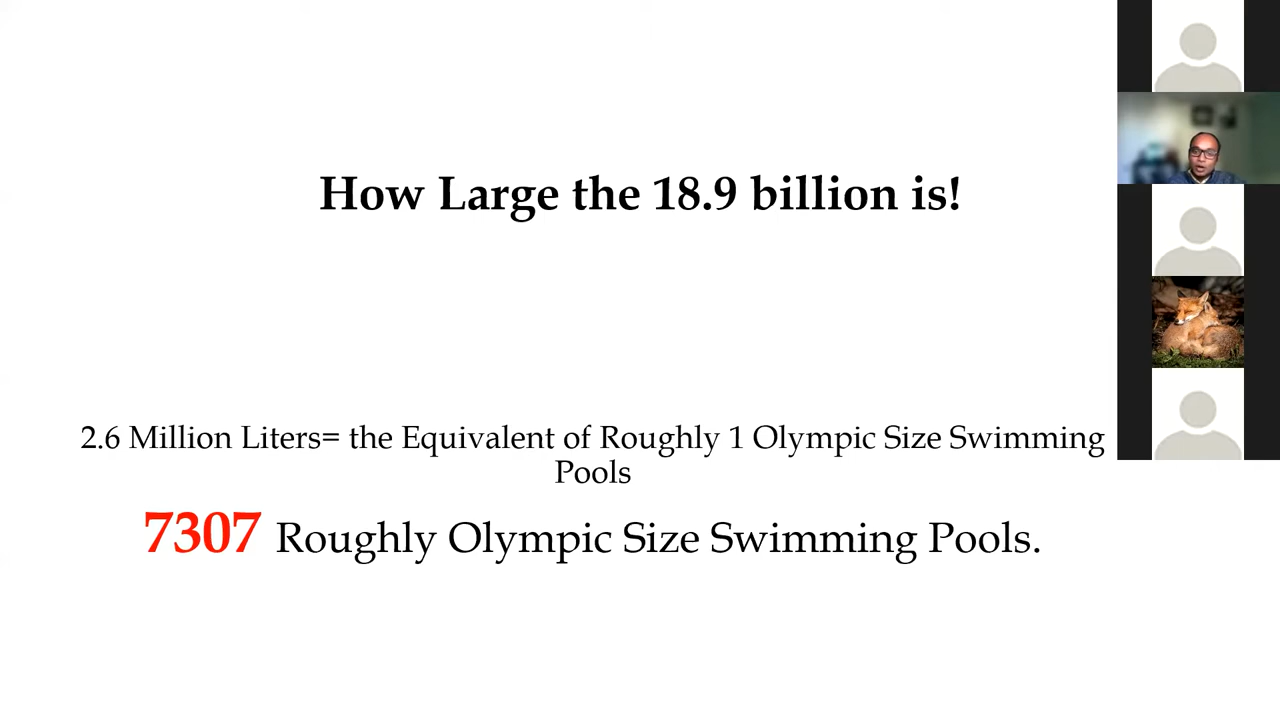 How Large the 18.9 billion is!
2.6 Million Liters= the Equivalent of Roughly 1 Olympic Size Swimming
Pools
7307 Roughly Olympic Size Swimming Pools.